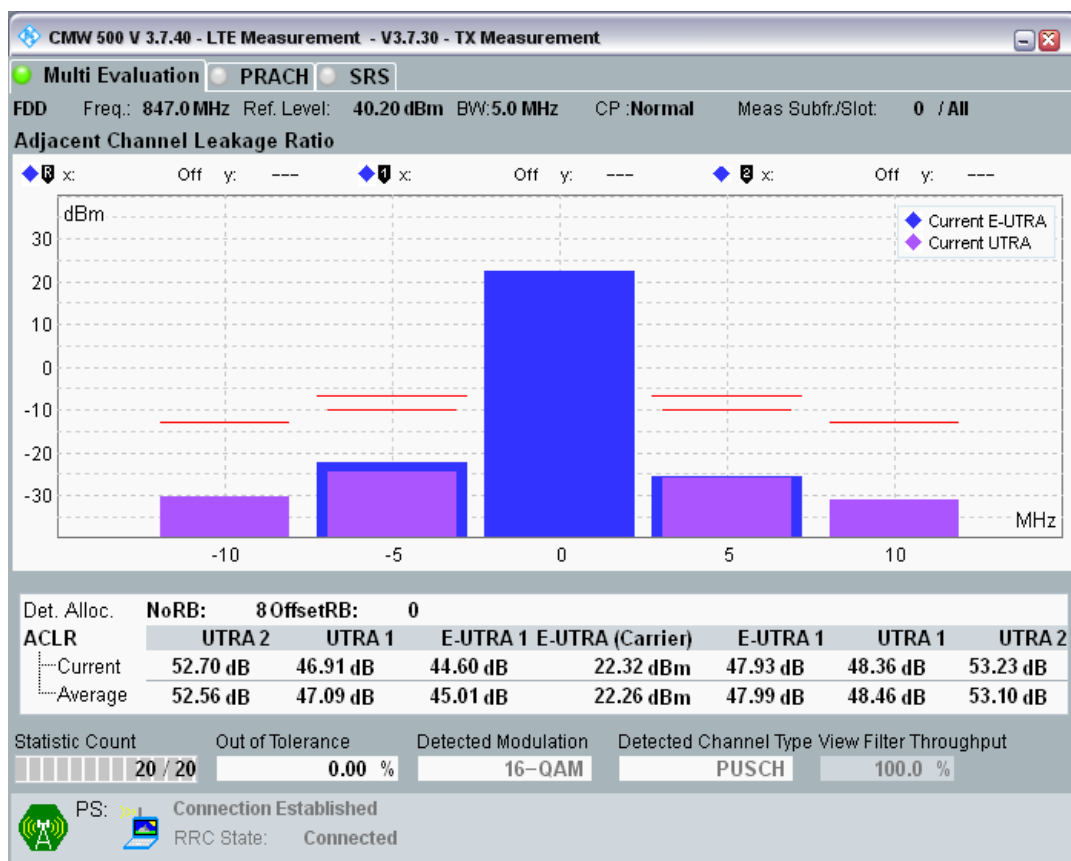 CMW 500 V 3.7.40 - LTE Measurement - V3.7.30 - TX Measurement
Multi Evaluation PRACH SRS
FDD Freq.: 847.0 MHz Ref. Level: 40.20 dBm BW:5.0 MHz CP :Normal Meas Subfr./Slot: 0 / All
Adjacent Channel Leakage Ratio
R x: Off y: --- 1 x: Off y: --- 2 x: Off y: ---
dBm
Current E-UTRA
Current UTRA
30
20
10
0
-10
-20
-30
MHz
-10 -5 0 5 10
Det. Alloc. NoRB: 8 OffsetRB: 0
ACLR UTRA 2 UTRA 1 E-UTRA 1 E-UTRA (Carrier) E-UTRA 1 UTRA 1 UTRA 2
Current 52.70 dB 46.91 dB 44.60 dB 22.32 dBm 47.93 dB 48.36 dB 53.23 dB
Average 52.56 dB 47.09 dB 45.01 dB 22.26 dBm 47.99 dB 48.46 dB 53.10 dB
Statistic Count Out of Tolerance Detected Modulation Detected Channel Type View Filter Throughput
20 / 20 0.00 % 16-QAM PUSCH 100.0 %
PS: Connection Established
RRC State: Connected